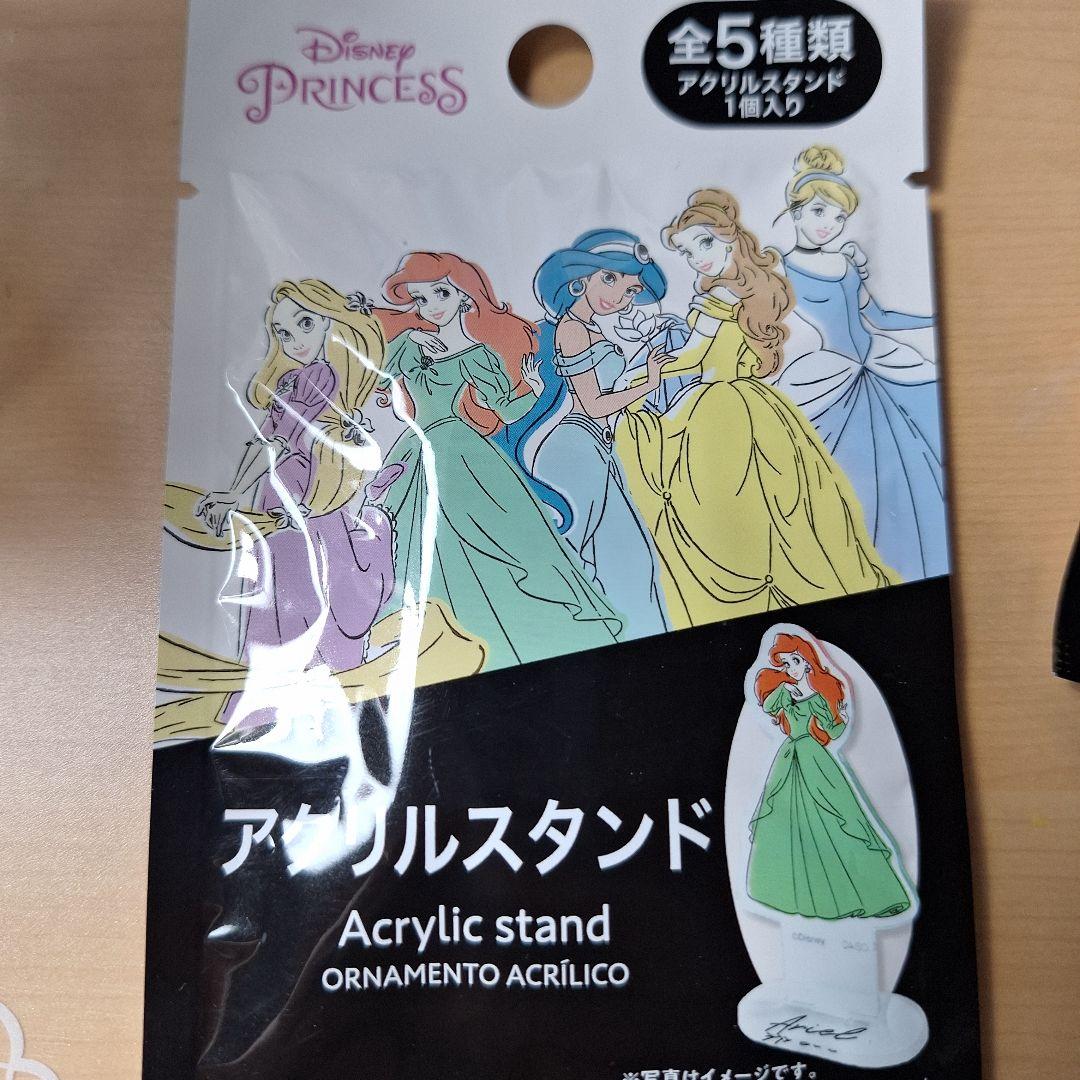 Disney
PRINCESS
全5種類
アクリルスタンド
1個入り
アクリルスタンド
Acrylic stand
ORNAMENTO ACRÍLICO
©Disney
Ariel
※写真はイメージです。